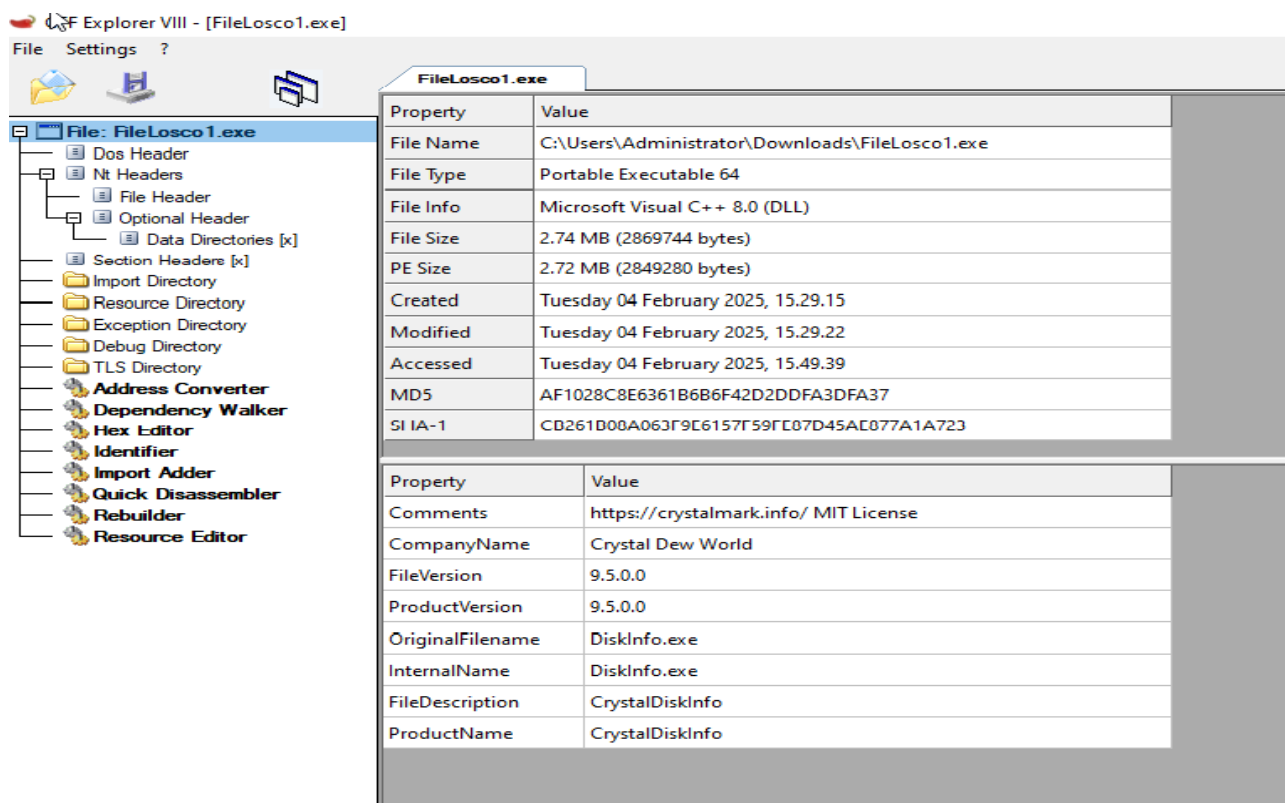 CFF Explorer VIII - [FileLosco1.exe]
File Settings ?
FileLosco1.exe
File: FileLosco1.exe
Dos Header
Nt Headers
File Header
Optional Header
Data Directories [x]
Section Headers [x]
Import Directory
Resource Directory
Exception Directory
Debug Directory
TLS Directory
Address Converter
Dependency Walker
Hex Editor
Identifier
Import Adder
Quick Disassembler
Rebuilder
Resource Editor
Property Value
File Name C:\Users\Administrator\Downloads\FileLosco1.exe
File Type Portable Executable 64
File Info Microsoft Visual C++ 8.0 (DLL)
File Size 2.74 MB (2869744 bytes)
PE Size 2.72 MB (2849280 bytes)
Created Tuesday 04 February 2025, 15.29.15
Modified Tuesday 04 February 2025, 15.29.22
Accessed Tuesday 04 February 2025, 15.49.39
MD5 AF1028C8E6361B6B6F42D2DDFA3DFA37
SHA-1 CB261B08A063F9E6157F59FE87D45AE877A1A723
Property Value
Comments https://crystalmark.info/ MIT License
CompanyName Crystal Dew World
FileVersion 9.5.0.0
ProductVersion 9.5.0.0
OriginalFilename DiskInfo.exe
InternalName DiskInfo.exe
FileDescription CrystalDiskInfo
ProductName CrystalDiskInfo